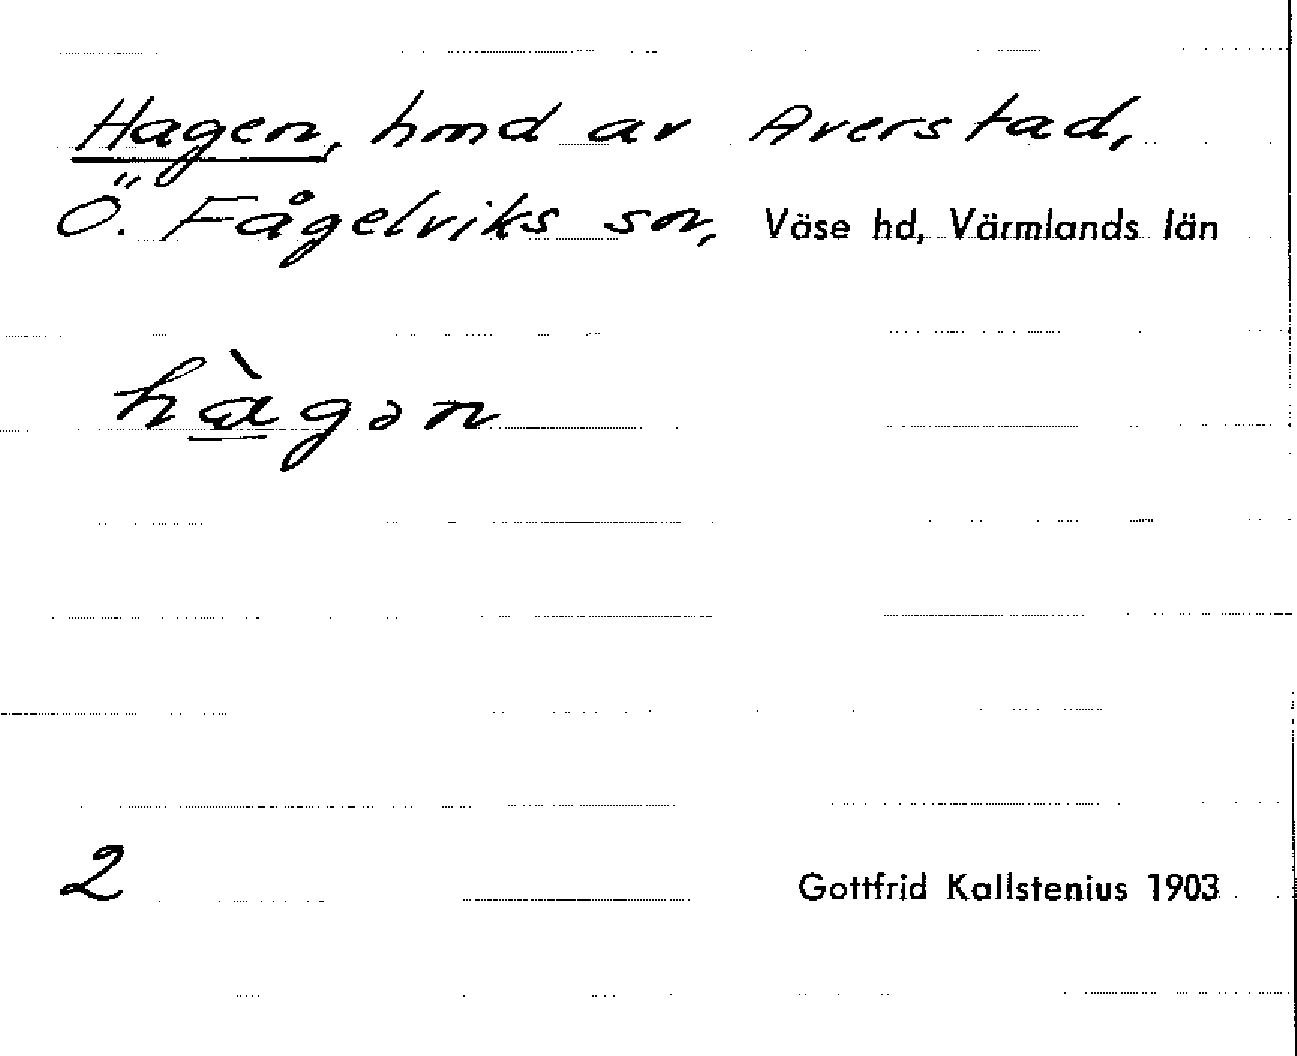 Hagen, hmd av Averstad,
Ö. Fågelviks sn, Väse hd, Värmlands län
hàgən
2
Gottfrid Kallstenius 1903